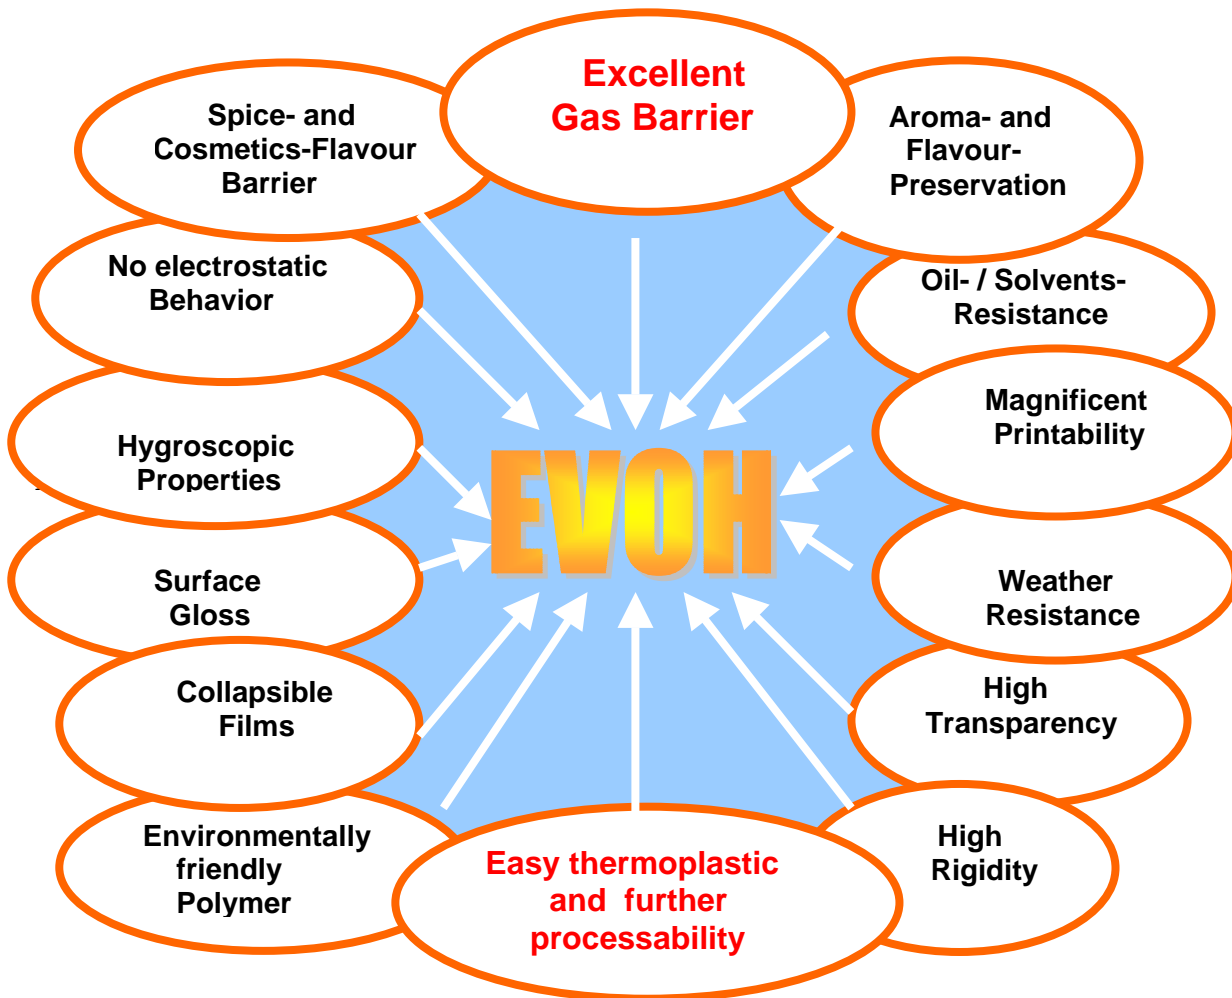 Excellent
Gas Barrier
Spice- and
Cosmetics-Flavour
Barrier
Aroma- and
Flavour-
Preservation
No electrostatic
Behavior
Oil- / Solvents-
Resistance
Magnificent
Printability
Hygroscopic
Properties
EVOH
Surface
Gloss
Weather
Resistance
Collapsible
Films
High
Transparency
Environmentally
friendly
Polymer
Easy thermoplastic
and further
processability
High
Rigidity